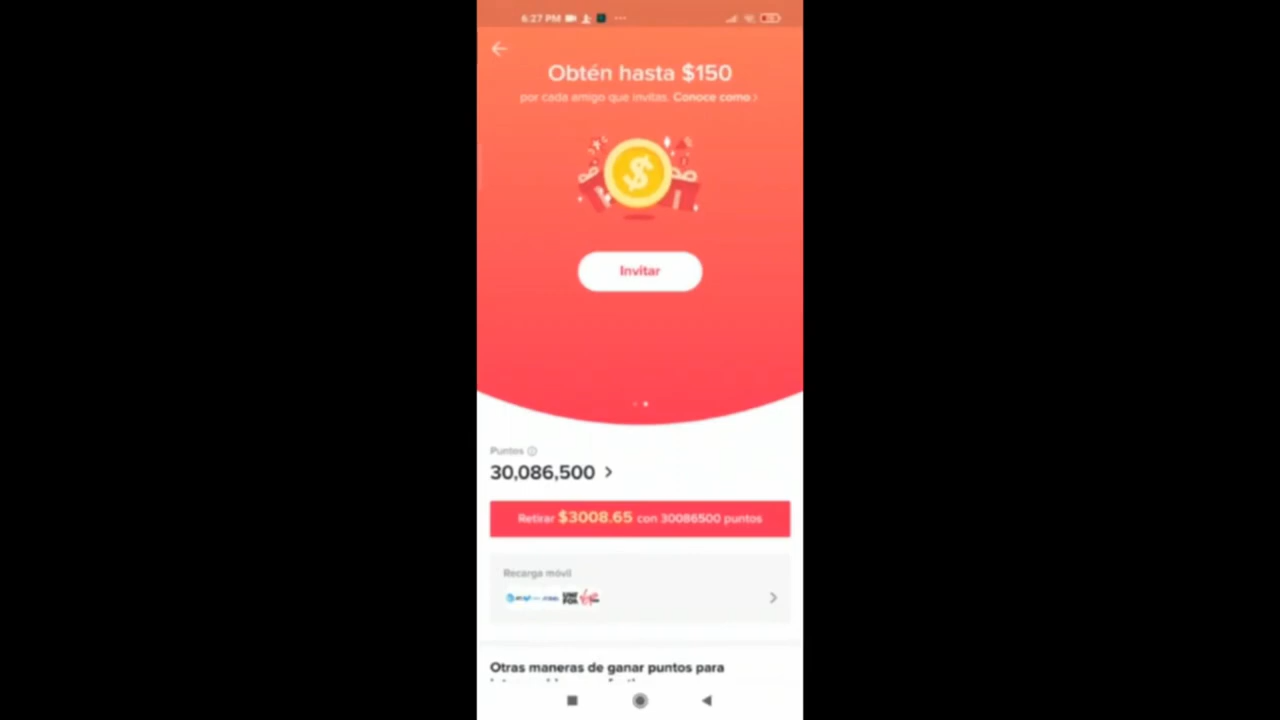 6:27 PM
Obtén hasta $150
por cada amigo que invitas. Conoce como
Invitar
Puntos
30,086,500
Retirar $3008.65 con 30086500 puntos
Recarga móvil
Otras maneras de ganar puntos para